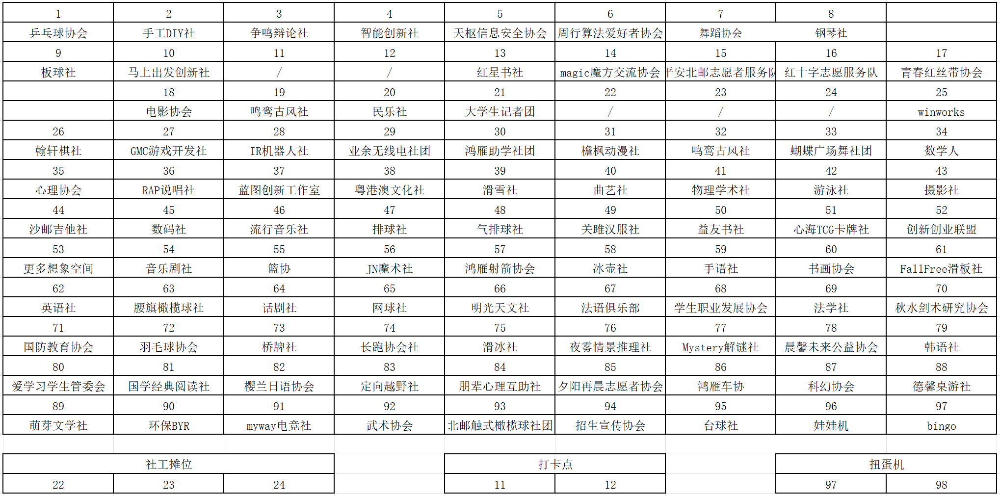 1 2 3 4 5 6 7 8
乒乓球协会 手工DIY社 争鸣辩论社 智能创新社 天枢信息安全协会 周行算法爱好者协会 舞蹈协会 钢琴社
9 10 11 12 13 14 15 16 17
板球社 马上出发创新社 / / 红星书社 magic魔方交流协会 平安北邮志愿者服务队 红十字志愿服务队 青春红丝带协会
18 19 20 21 22 23 24 25
电影协会 鸣鸾古风社 民乐社 大学生记者团 / / / winworks
26 27 28 29 30 31 32 33 34
翰轩棋社 GMC游戏开发社 IR机器人社 业余无线电社团 鸿雁助学社团 檐枫动漫社 鸣鸾古风社 蝴蝶广场舞社团 数学人
35 36 37 38 39 40 41 42 43
心理协会 RAP说唱社 蓝图创新工作室 粤港澳文化社 滑雪社 曲艺社 物理学术社 游泳社 摄影社
44 45 46 47 48 49 50 51 52
沙邮吉他社 数码社 流行音乐社 排球社 气排球社 关雎汉服社 益友书社 心海TCG卡牌社 创新创业联盟
53 54 55 56 57 58 59 60 61
更多想象空间 音乐剧社 篮协 JN魔术社 鸿雁射箭协会 冰壶社 手语社 书画协会 FallFree滑板社
62 63 64 65 66 67 68 69 70
英语社 腰旗橄榄球社 话剧社 网球社 明光天文社 法语俱乐部 学生职业发展协会 法学社 秋水剑术研究协会
71 72 73 74 75 76 77 78 79
国防教育协会 羽毛球协会 桥牌社 长跑协会社 滑冰社 夜雾情景推理社 Mystery解谜社 晨馨未来公益协会 韩语社
80 81 82 83 84 85 86 87 88
爱学习学生管委会 国学经典阅读社 樱兰日语协会 定向越野社 朋辈心理互助社 夕阳再晨志愿者协会 鸿雁车协 科幻协会 德馨桌游社
89 90 91 92 93 94 95 96 97
萌芽文学社 环保BYR myway电竞社 武术协会 北邮触式橄榄球社团 招生宣传协会 台球社 娃娃机 bingo
社工摊位 打卡点 扭蛋机
22 23 24 11 12 97 98